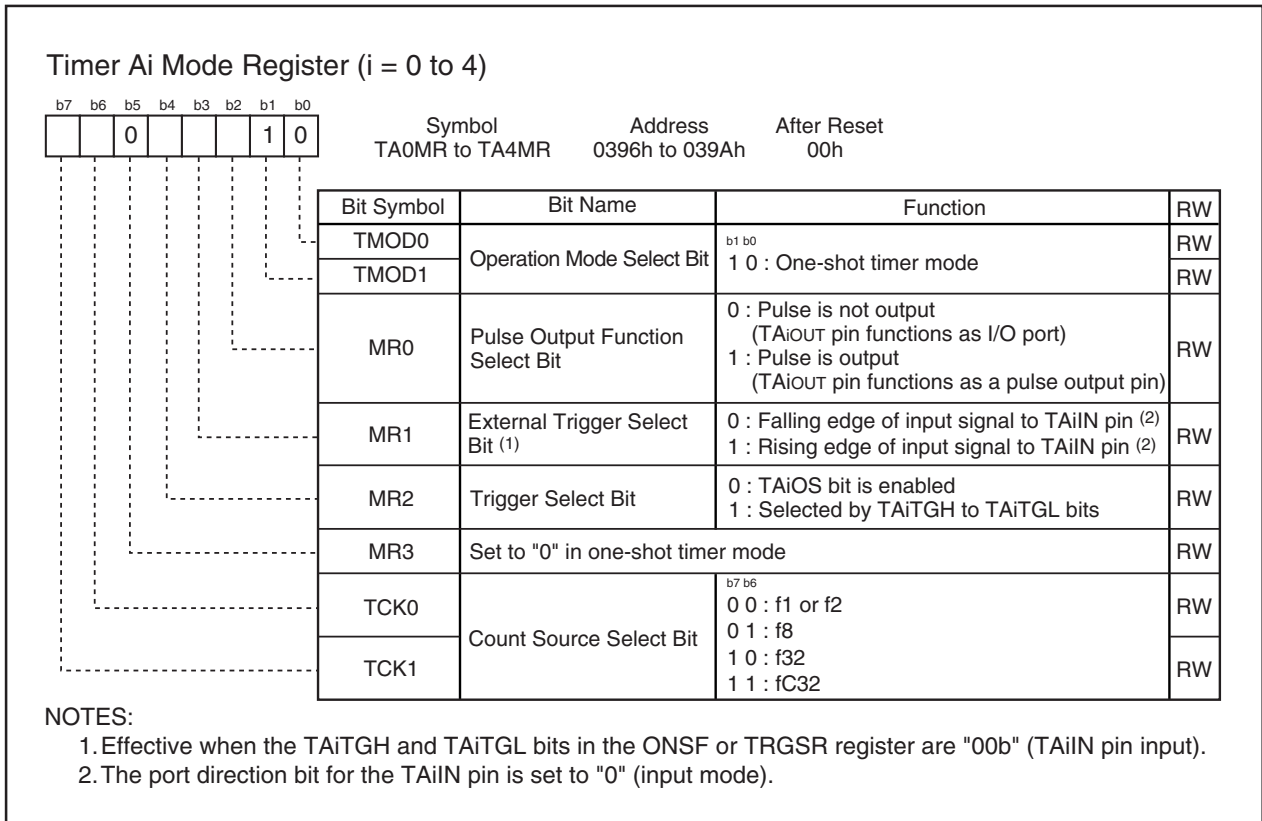 Timer Ai Mode Register (i = 0 to 4)
b7 b6 b5 b4 b3 b2 b1 b0
0 1 0
Symbol Address After Reset
TA0MR to TA4MR 0396h to 039Ah 00h
Bit Symbol Bit Name Function RW
TMOD0 Operation Mode Select Bit b1 b0 RW
TMOD1 1 0 : One-shot timer mode RW
MR0 Pulse Output Function Select Bit 0 : Pulse is not output
(TAiOUT pin functions as I/O port)
1 : Pulse is output
(TAiOUT pin functions as a pulse output pin) RW
MR1 External Trigger Select Bit (1) 0 : Falling edge of input signal to TAiIN pin (2)
1 : Rising edge of input signal to TAiIN pin (2) RW
MR2 Trigger Select Bit 0 : TAiOS bit is enabled
1 : Selected by TAiTGH to TAiTGL bits RW
MR3 Set to "0" in one-shot timer mode RW
TCK0 Count Source Select Bit b7 b6
0 0 : f1 or f2 RW
0 1 : f8
TCK1 1 0 : f32 RW
1 1 : fC32
NOTES:
1. Effective when the TAiTGH and TAiTGL bits in the ONSF or TRGSR register are "00b" (TAiIN pin input).
2. The port direction bit for the TAiIN pin is set to "0" (input mode).